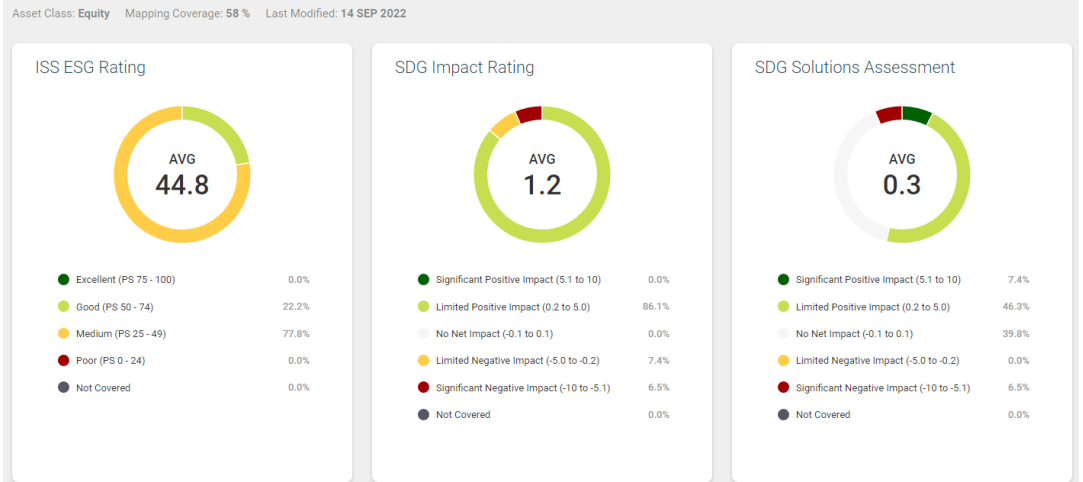 Asset Class: Equity Mapping Coverage: 58 % Last Modified: 14 SEP 2022
ISS ESG Rating
AVG
44.8
Excellent (PS 75 - 100) 0.0%
Good (PS 50 - 74) 22.2%
Medium (PS 25 - 49) 77.8%
Poor (PS 0 - 24) 0.0%
Not Covered 0.0%
SDG Impact Rating
AVG
1.2
Significant Positive Impact (5.1 to 10) 0.0%
Limited Positive Impact (0.2 to 5.0) 86.1%
No Net Impact (-0.1 to 0.1) 0.0%
Limited Negative Impact (-5.0 to -0.2) 7.4%
Significant Negative Impact (-10 to -5.1) 6.5%
Not Covered 0.0%
SDG Solutions Assessment
AVG
0.3
Significant Positive Impact (5.1 to 10) 7.4%
Limited Positive Impact (0.2 to 5.0) 46.3%
No Net Impact (-0.1 to 0.1) 39.8%
Limited Negative Impact (-5.0 to -0.2) 0.0%
Significant Negative Impact (-10 to -5.1) 6.5%
Not Covered 0.0%